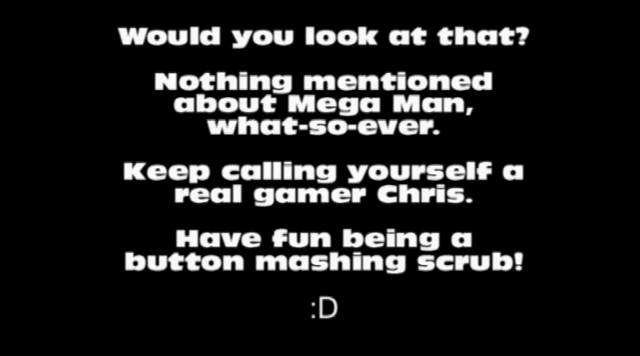 Would you look at that?
Nothing mentioned
about Mega Man,
what-so-ever.
Keep calling yourself a
real gamer Chris.
Have fun being a
button mashing scrub!
:D